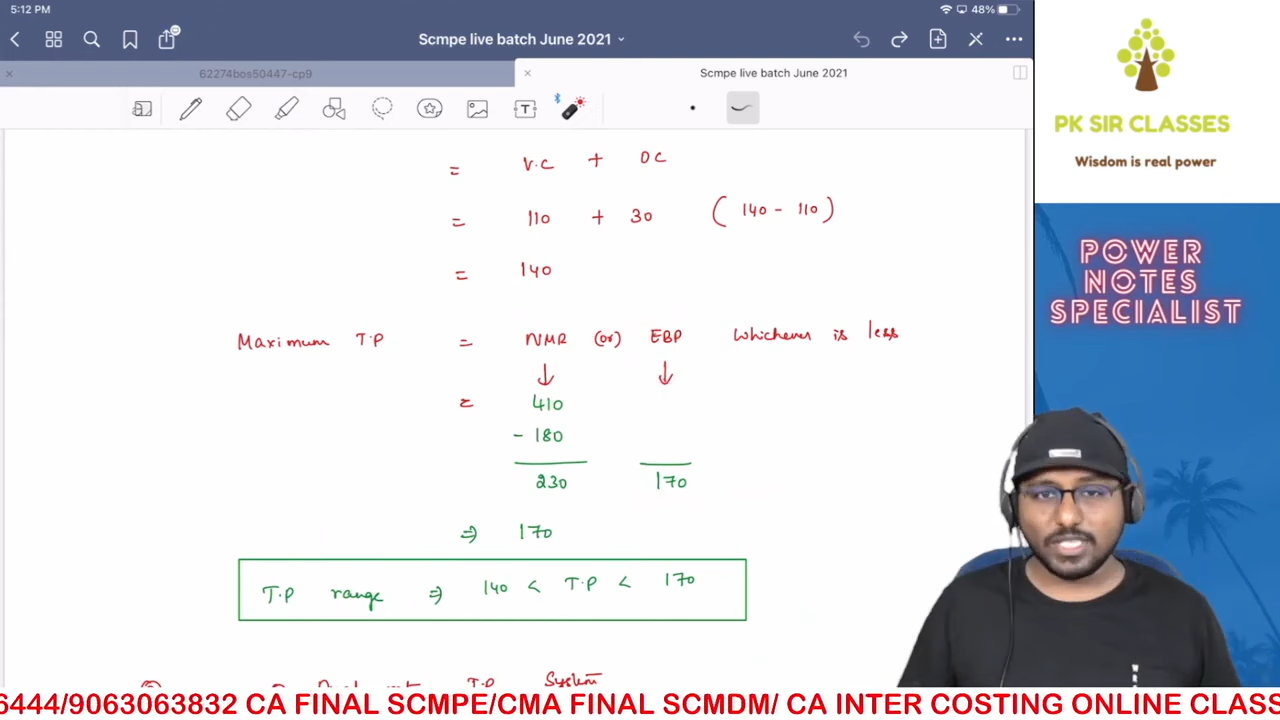 5:12 PM
48%
Scmpe live batch June 2021
62274bos50447-cp9
Scmpe live batch June 2021
T
= V.C + OC
= 110 + 30 (140 - 110)
= 140
Maximum T.P = NMR (or) EBP Whichever is less
= 410
- 180
230 170
⇒ 170
T.P range ⇒ 140 < T.P < 170
T.P System
PK SIR CLASSES
Wisdom is real power
POWER
NOTES
SPECIALIST
6444/9063063832 CA FINAL SCMPE/CMA FINAL SCMDM/ CA INTER COSTING ONLINE CLASS